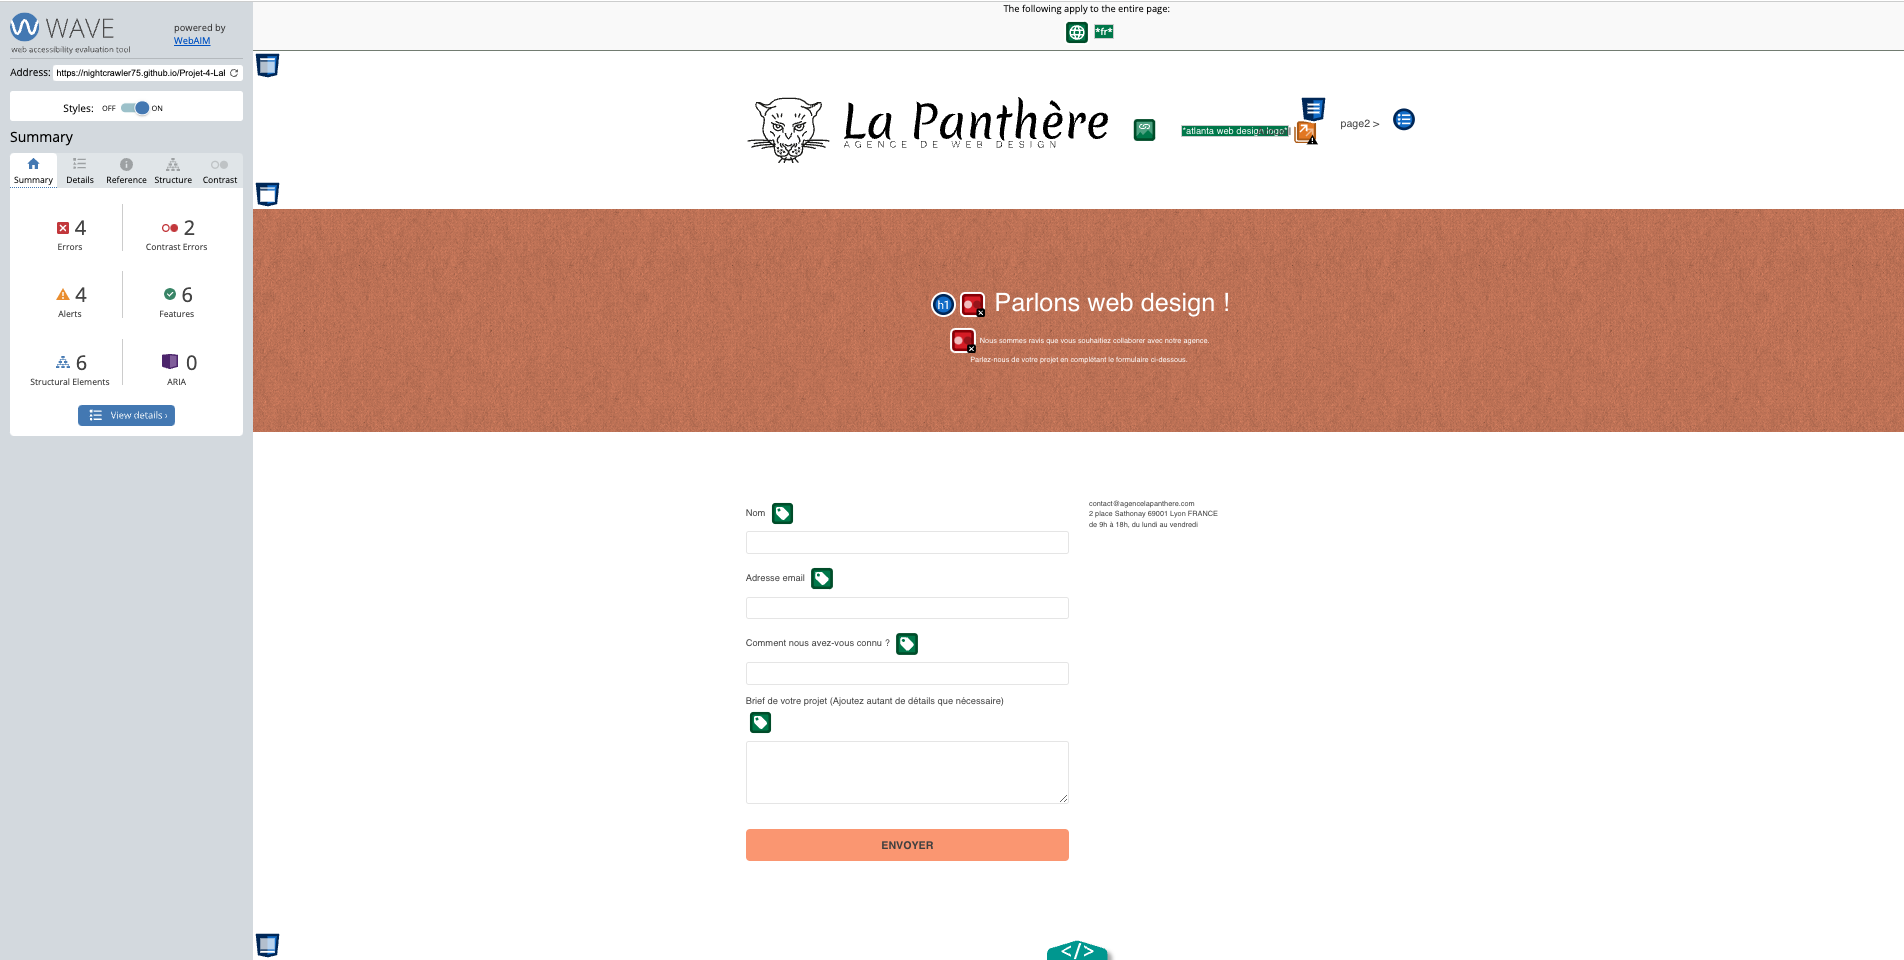 WAVE
web accessibility evaluation tool
powered by
WebAIM
Address: https://nightcrawler75.github.io/Projet-4-Lal
Styles: OFF ON
Summary
Summary Details Reference Structure Contrast
4 2
Errors Contrast Errors
4 6
Alerts Features
6 0
Structural Elements ARIA
View details ›
The following apply to the entire page:
*fr*
La Panthère
AGENCE DE WEB DESIGN
*atlanta web design logo*
page2 >
h1 Parlons web design !
Nous sommes ravis que vous souhaitiez collaborer avec notre agence.
Parlez-nous de votre projet en complétant le formulaire ci-dessous.
Nom
Adresse email
Comment nous avez-vous connu ?
Brief de votre projet (Ajoutez autant de détails que nécessaire)
ENVOYER
contact@agencelapanthere.com
2 place Sathonay 69001 Lyon FRANCE
de 9h à 18h, du lundi au vendredi
</>